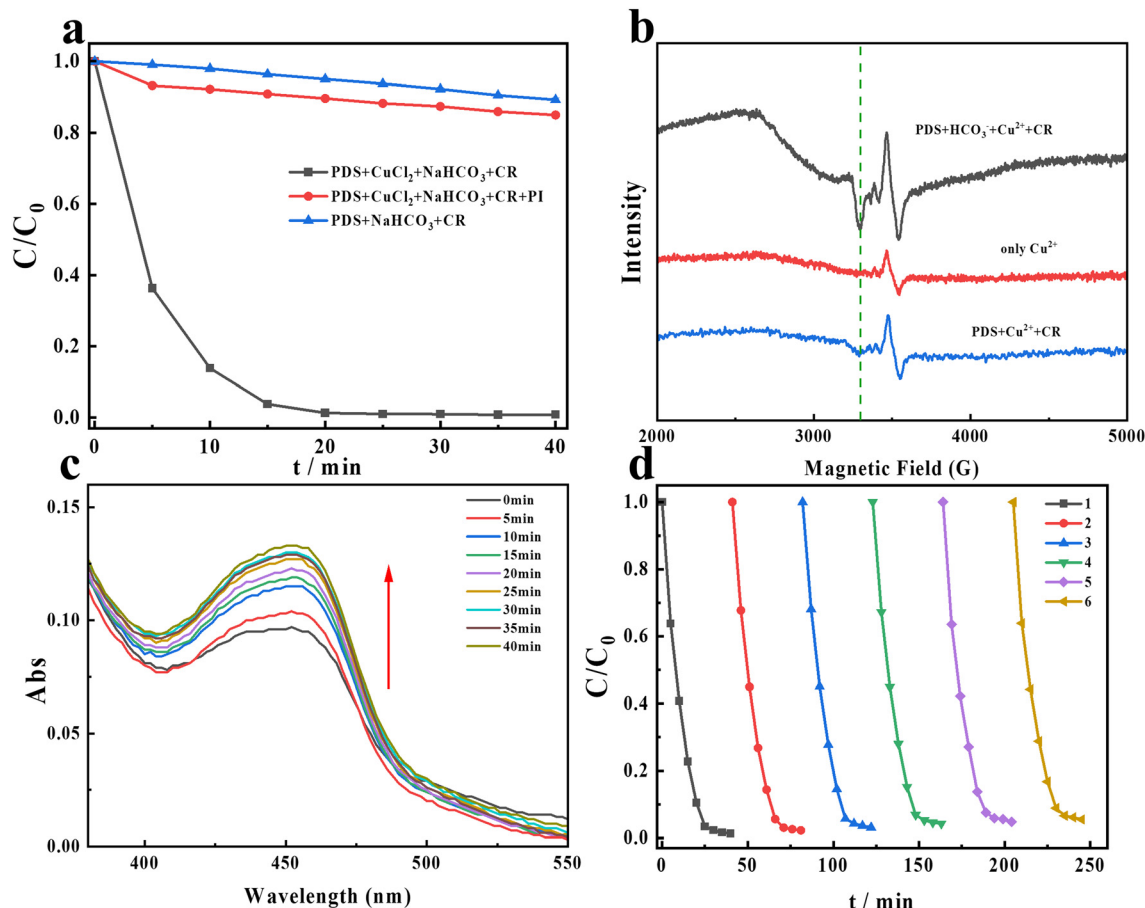 a
1.0
0.8
0.6
0.4
0.2
0.0
C/C₀
PDS+CuCl₂+NaHCO₃+CR
PDS+CuCl₂+NaHCO₃+CR+PI
PDS+NaHCO₃+CR
0 10 20 30 40
t / min
b
Intensity
PDS+HCO₃⁻+Cu²⁺+CR
only Cu²⁺
PDS+Cu²⁺+CR
2000 3000 4000 5000
Magnetic Field (G)
c
0.15
0.10
0.05
0.00
Abs
0min
5min
10min
15min
20min
25min
30min
35min
40min
400 450 500 550
Wavelength (nm)
d
1.0
0.8
0.6
0.4
0.2
0.0
C/C₀
1
2
3
4
5
6
0 50 100 150 200 250
t / min